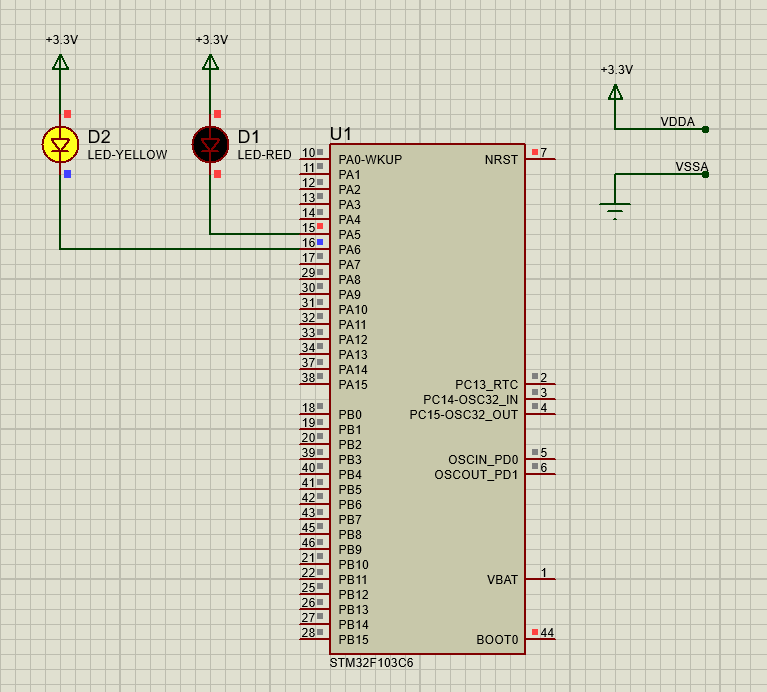 +3.3V
+3.3V
+3.3V
D2
LED-YELLOW
D1
LED-RED
VDDA
VSSA
U1
10 PA0-WKUP
11 PA1
12 PA2
13 PA3
14 PA4
15 PA5
16 PA6
17 PA7
29 PA8
30 PA9
31 PA10
32 PA11
33 PA12
34 PA13
37 PA14
38 PA15
18 PB0
19 PB1
20 PB2
39 PB3
40 PB4
41 PB5
42 PB6
43 PB7
45 PB8
46 PB9
21 PB10
22 PB11
25 PB12
26 PB13
27 PB14
28 PB15
NRST 7
PC13_RTC 2
PC14-OSC32_IN 3
PC15-OSC32_OUT 4
OSCIN_PD0 5
OSCOUT_PD1 6
VBAT 1
BOOT0 44
STM32F103C6